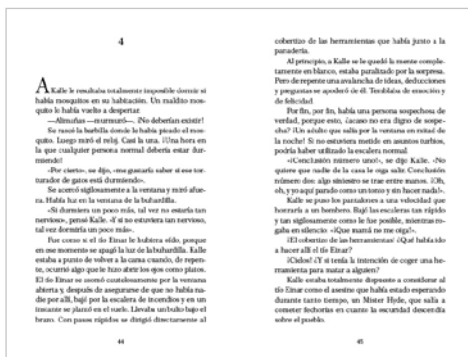 4
A Kalle le resultaba totalmente imposible dormir si
había mosquitos en su habitación. Un maldito mos-
quito le había vuelto a despertar.
—Alimañas —murmuró—. ¡No deberían existir!
Se rascó la barbilla donde le había picado el mos-
quito. Luego miró el reloj. Casi la una. ¡Una hora en
la que cualquier persona normal debería estar dur-
miendo!
«Por cierto», se dijo, «me gustaría saber si ese tor-
turador de gatos está durmiendo».
Se acercó sigilosamente a la ventana y miró afue-
ra. Había luz en la ventana de la buhardilla.
«Si durmiera un poco más, tal vez no estaría tan
nervioso», pensó Kalle. «Y si no estuviera tan nervioso,
tal vez dormiría un poco más».
Fue como si el tío Einar le hubiera oído, porque
en ese momento se apagó la luz de la buhardilla. Kalle
estaba a punto de volver a la cama cuando, de repen-
te, ocurrió algo que le hizo abrir los ojos como platos.
El tío Einar se asomó cautelosamente por la ventana
abierta y, después de asegurarse de que no había na-
die por allí, bajó por la escalera de incendios y en un
instante se plantó en el suelo. Llevaba un bulto bajo el
brazo. Con pasos rápidos se dirigió directamente al
44
cobertizo de las herramientas que había junto a la
panadería.
Al principio, a Kalle se le quedó la mente comple-
tamente en blanco, estaba paralizado por la sorpresa.
Pero de repente una avalancha de ideas, deducciones
y preguntas se apoderó de él. Temblaba de emoción y
de felicidad.
Por fin, por fin, había una persona sospechosa de
verdad, porque esto, ¿acaso no era digno de sospe-
cha? ¡Un adulto que salía por la ventana en mitad de
la noche! Si no estuviera metido en asuntos turbios,
podría haber utilizado la escalera normal.
«¡Conclusión número uno!», se dijo Kalle. «No
quiere que nadie de la casa le oiga salir. Conclusión
número dos: algo siniestro se trae entre manos. ¡Oh,
oh, y yo aquí parado como un tonto y sin hacer nada!».
Kalle se puso los pantalones a una velocidad que
honraría a un bombero. Bajó las escaleras tan rápido
y tan sigilosamente como le fue posible, mientras ro-
gaba en silencio: «¡Que mamá no me oiga!».
¡El cobertizo de las herramientas! ¿Qué había ido
a hacer allí el tío Einar?
¡Cielos! ¿Y si tenía la intención de coger una he-
rramienta para matar a alguien?
Kalle estaba totalmente dispuesto a considerar al
tío Einar como el asesino que había estado esperando
durante tanto tiempo, un Mister Hyde, que salía a
cometer fechorías en cuanto la oscuridad descendía
sobre el pueblo.
45